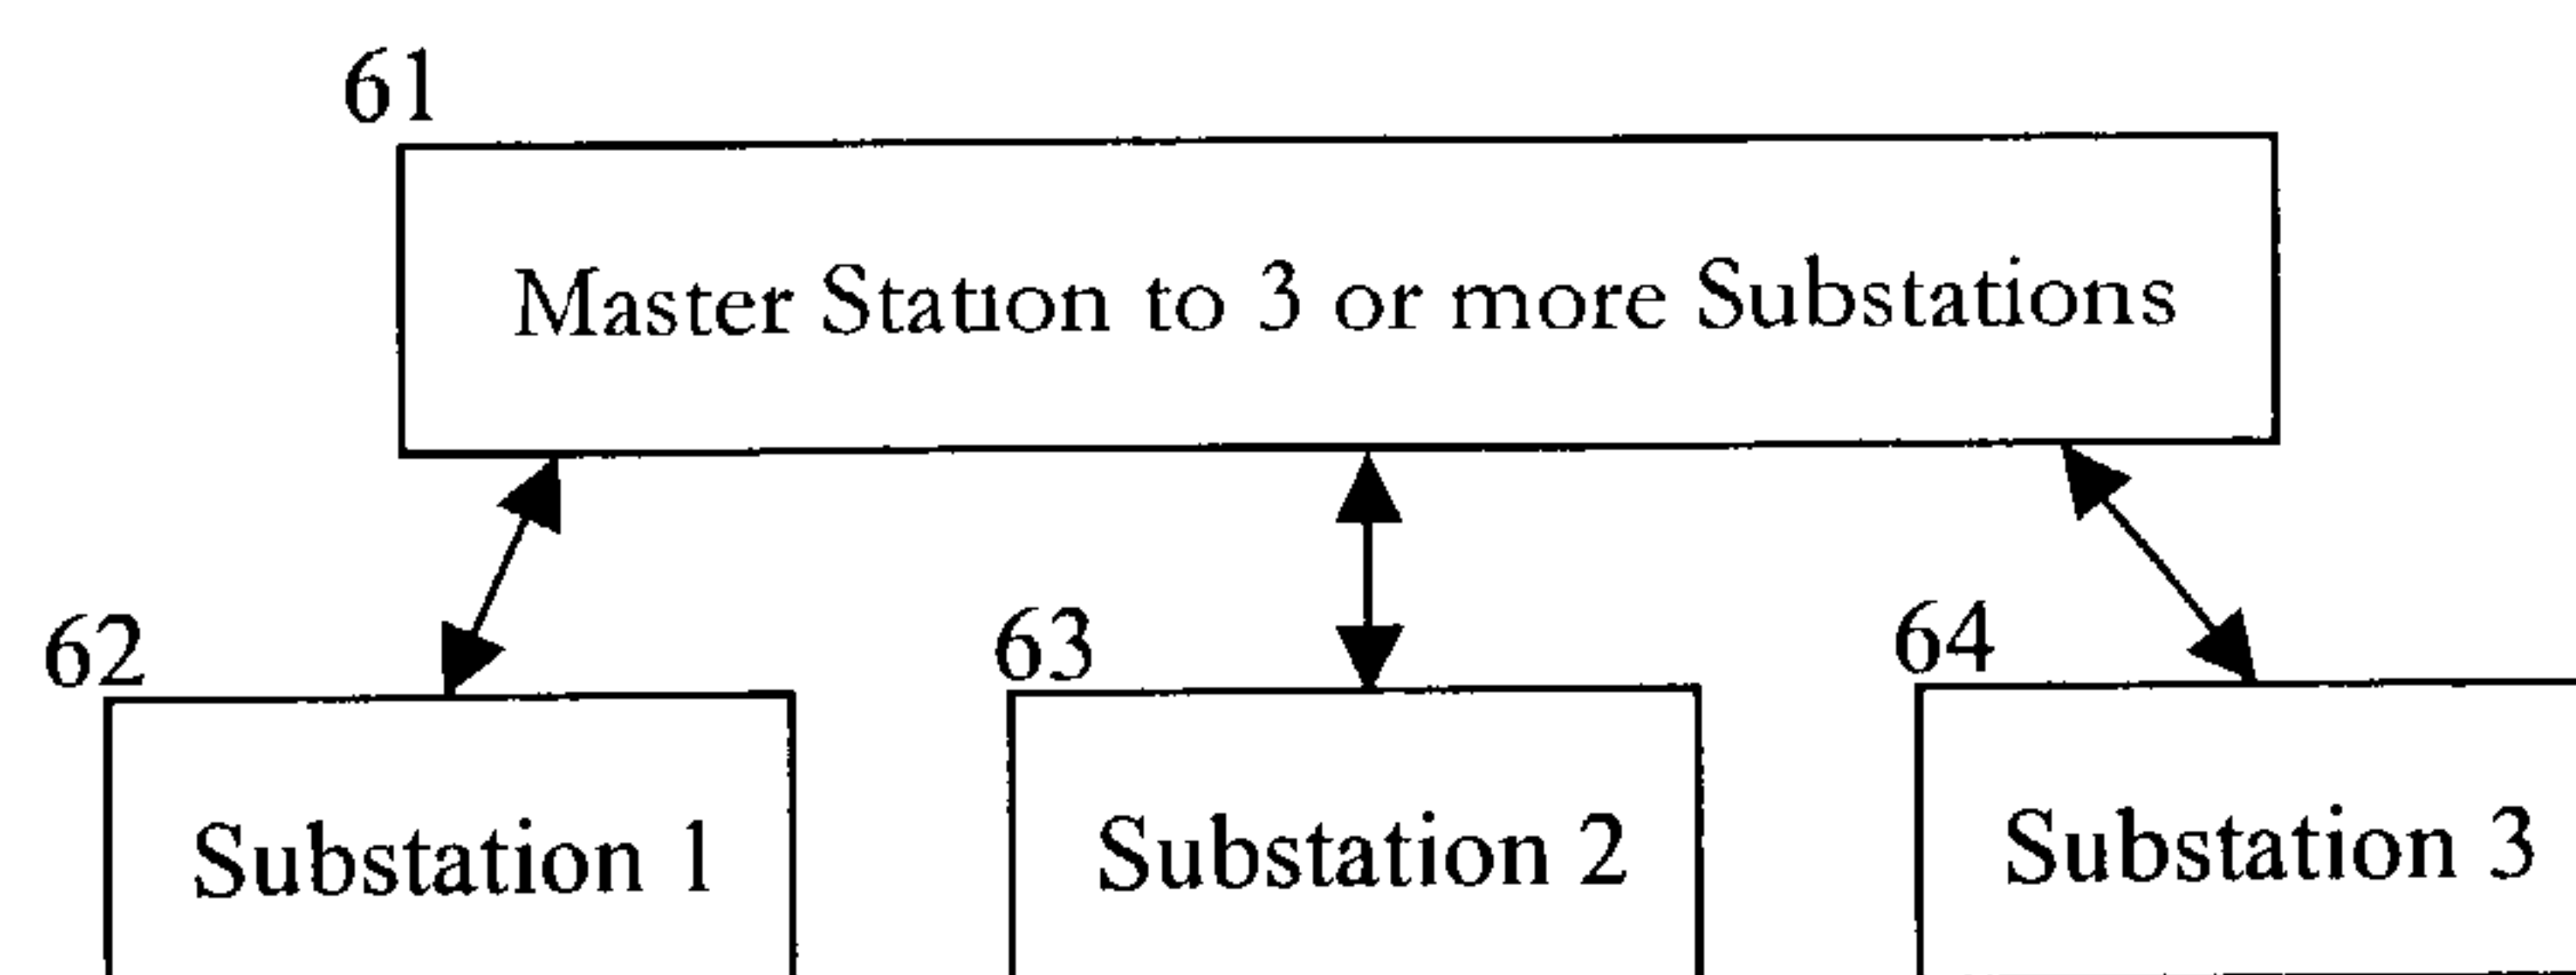 61
Master Station to 3 or more Substations
62
63
64
Substation 1
Substation 2
Substation 3